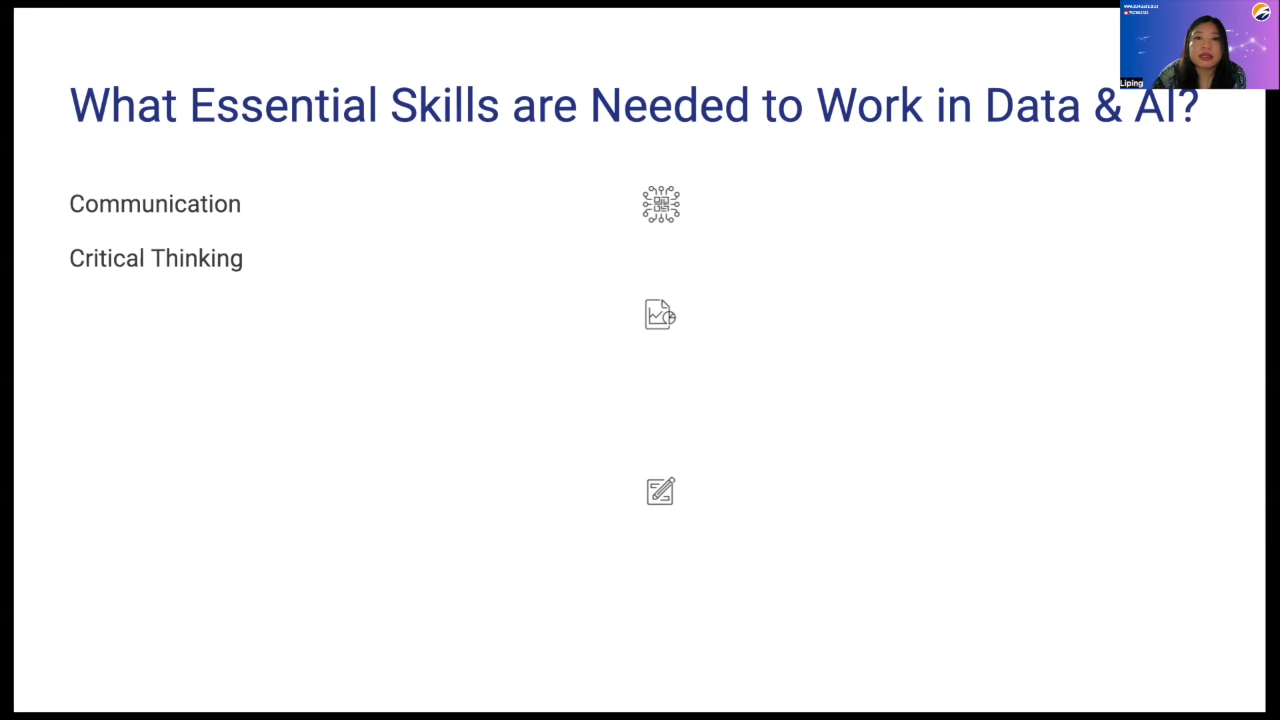 What Essential Skills are Needed to Work in Data & AI?
Communication
Critical Thinking
Liping